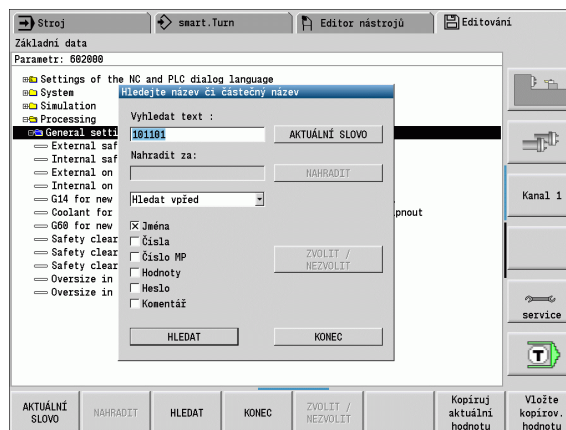 Stroj
smart.Turn
Editor nástrojů
Editování
Základní data
Parametr: 602000
Settings of the NC and PLC dialog language
System
Simulation
Processing
General setti
External saf
Internal saf
External on
Internal on
G14 for new
Coolant for
G60 for new
Safety clear
Safety clear
Safety clear
Oversize in
Oversize in
ipnout
Hledejte název či částečný název
Vyhledat text :
101101
AKTUÁLNÍ SLOVO
Nahradit za:
NAHRADIT
Hledat vpřed
Jména
Čísla
Číslo MP
Hodnoty
Heslo
Komentář
ZVOLIT /
NEZVOLIT
HLEDAT
KONEC
Kanal 1
service
T
AKTUÁLNÍ
SLOVO
NAHRADIT
HLEDAT
KONEC
ZVOLIT /
NEZVOLIT
Kopíruj
aktuální
hodnotu
Vložte
kopírov.
hodnotu